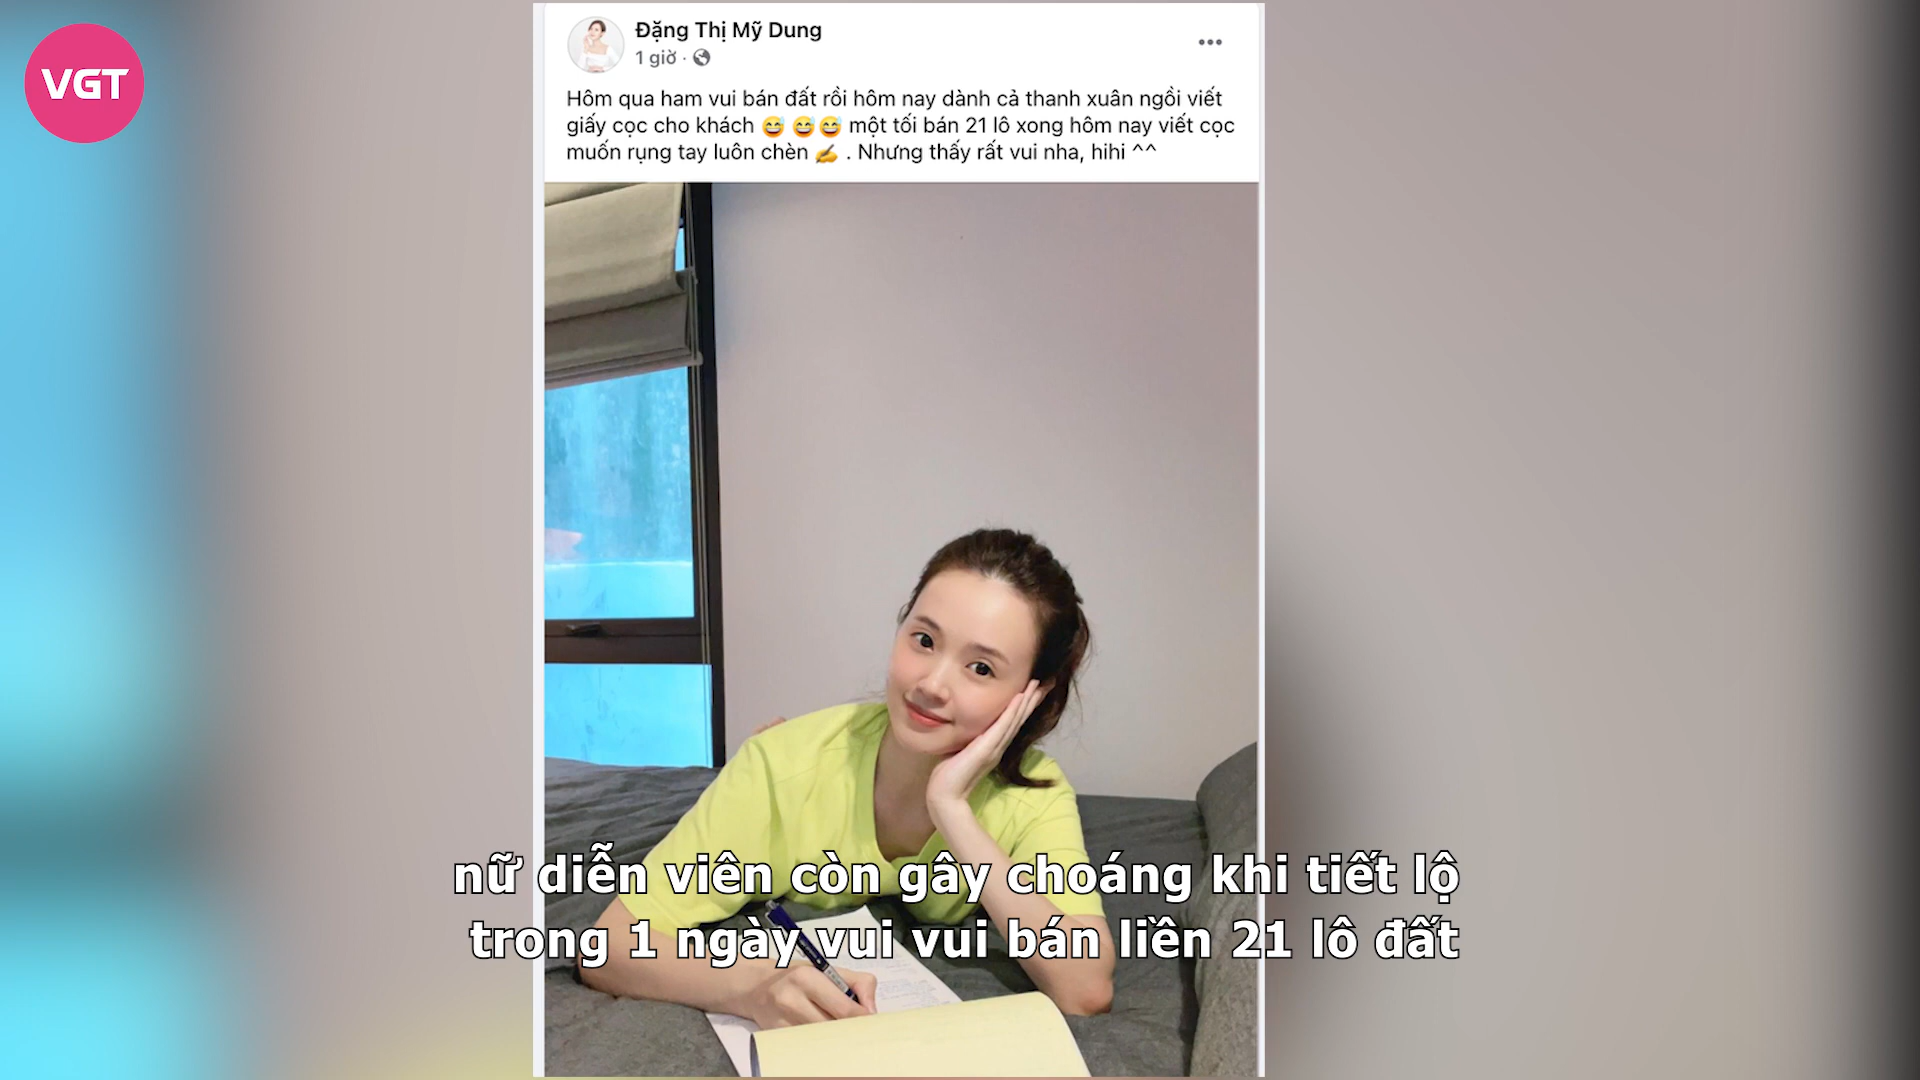 VGT
Đặng Thị Mỹ Dung
1 giờ ·
Hôm qua ham vui bán đất rồi hôm nay dành cả thanh xuân ngồi viết
giấy cọc cho khách 😅 😅😅 một tối bán 21 lô xong hôm nay viết cọc
muốn rụng tay luôn chèn ✍️ . Nhưng thấy rất vui nha, hihi ^^
nữ diễn viên còn gây choáng khi tiết lộ
trong 1 ngày vui vui bán liền 21 lô đất